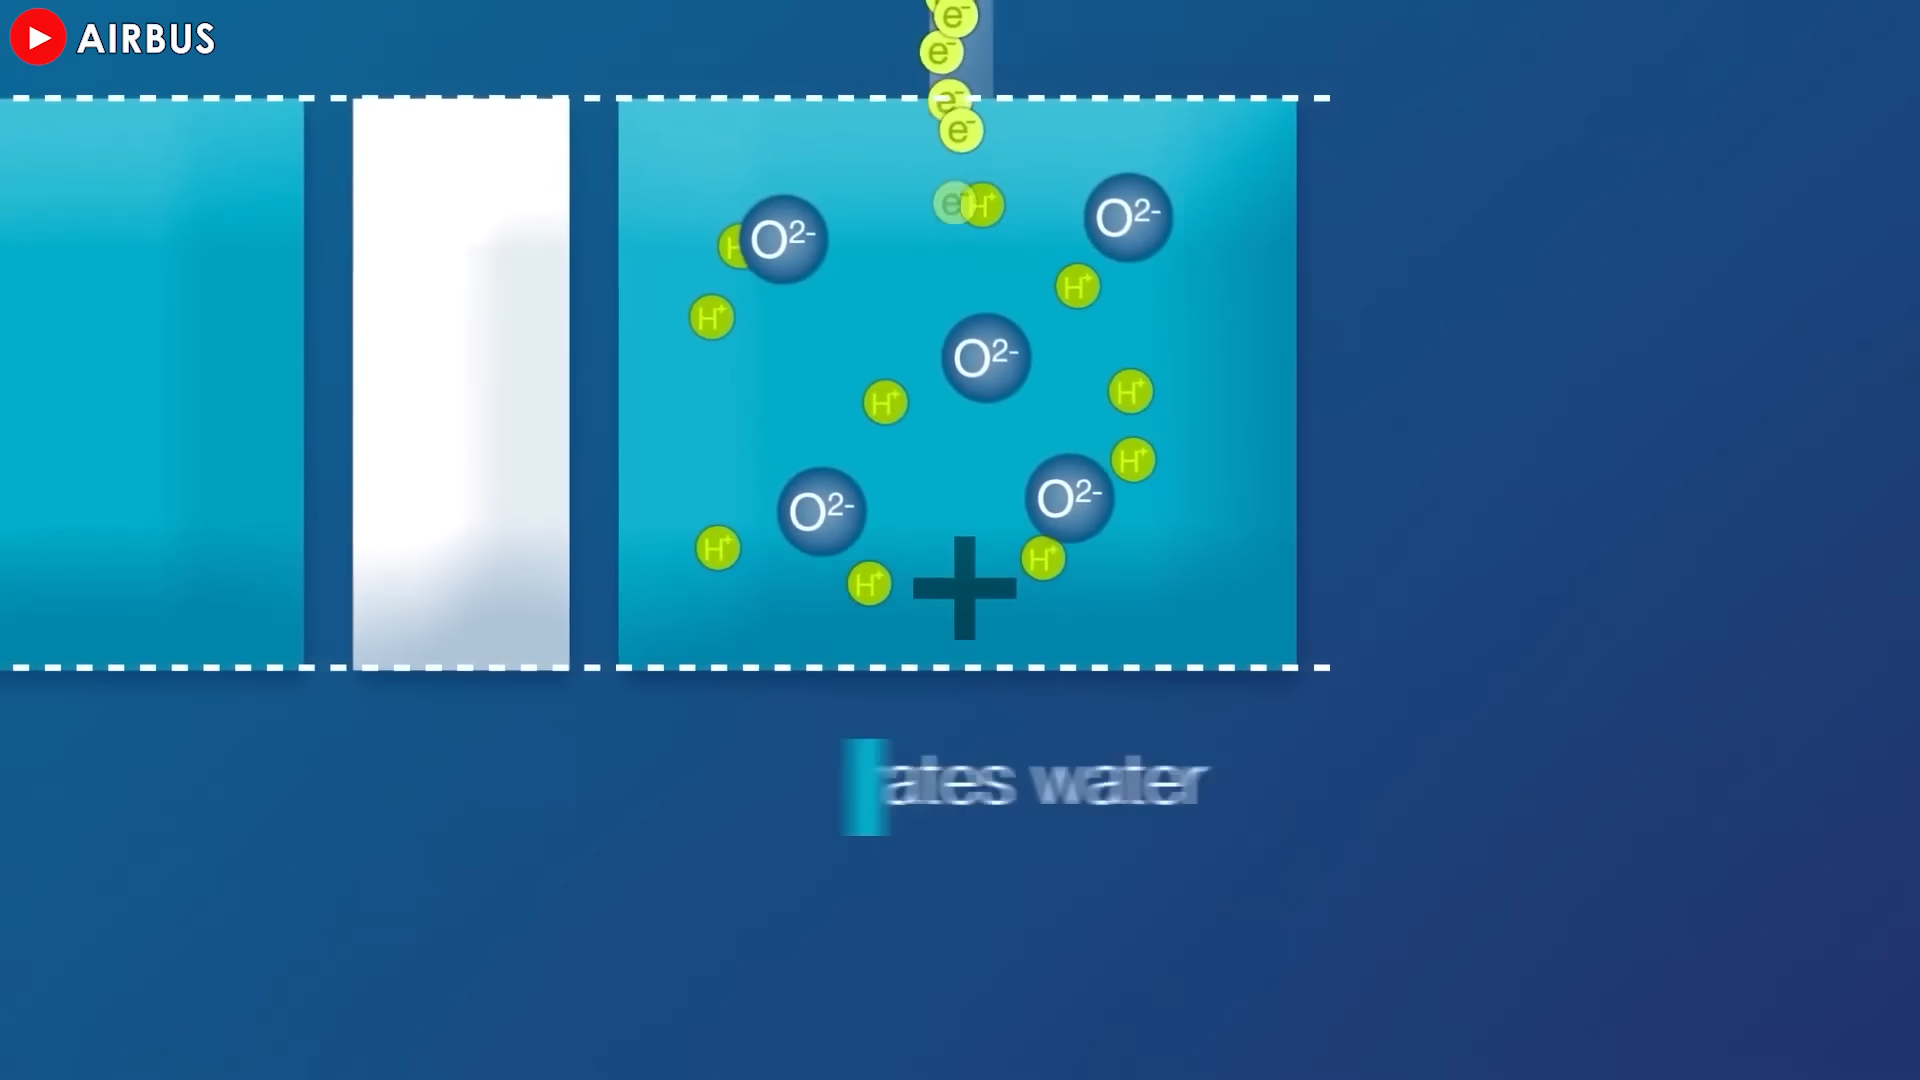 AIRBUS
e-
e-
e-
e-
e- H+
H O2- O2-
H+
H+
O2-
H+ H+
H+
O2- O2-
H+ H+
H+
ates water